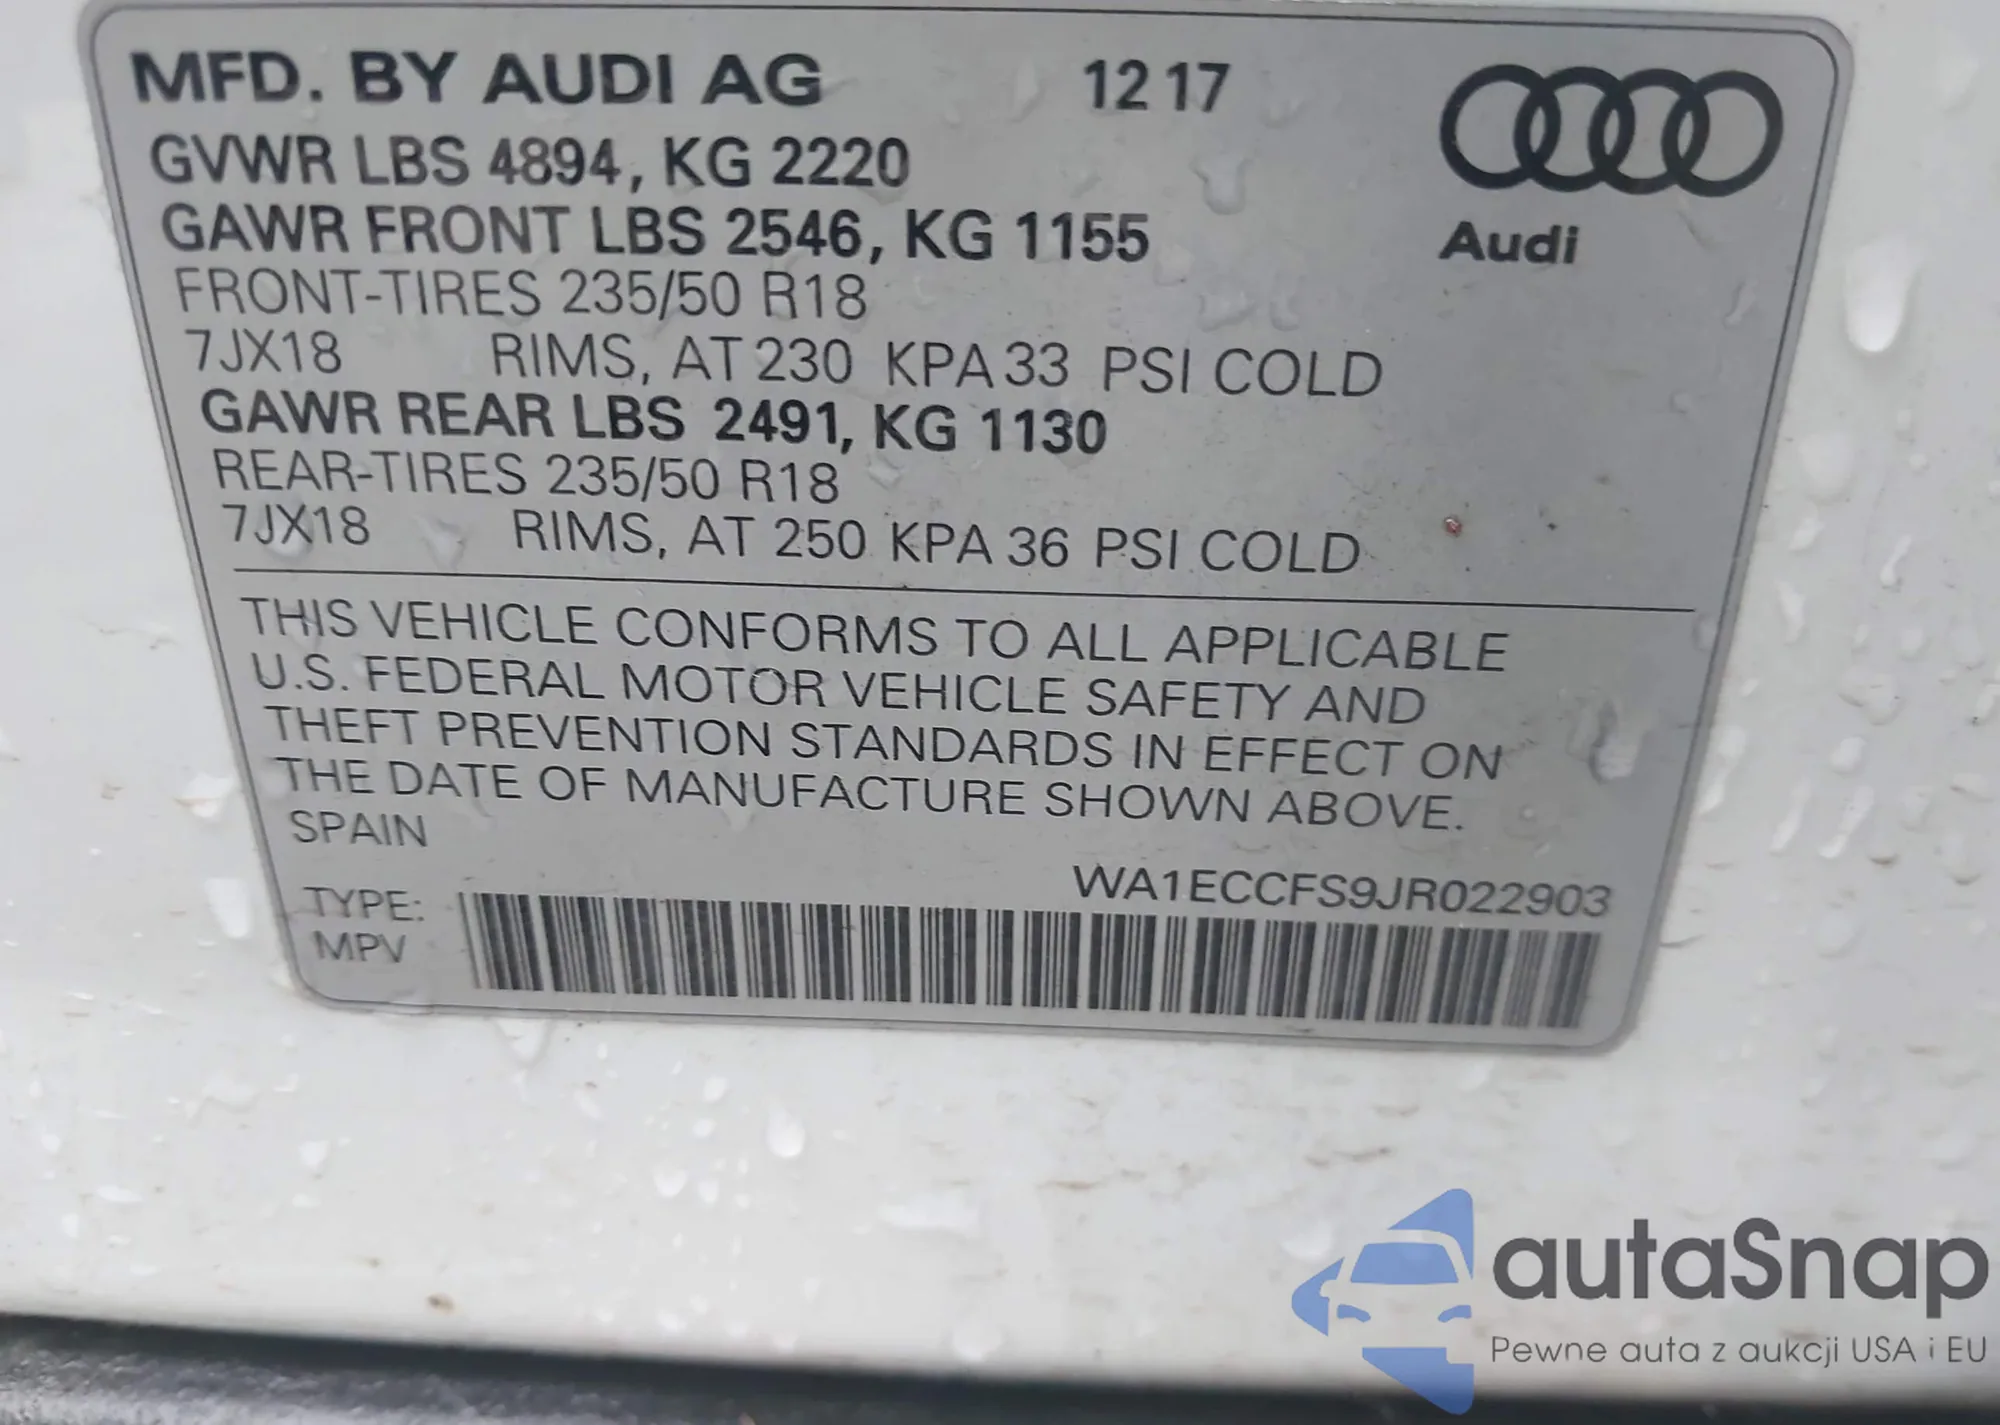 MFD. BY AUDI AG 12 17
GVWR LBS 4894, KG 2220
GAWR FRONT LBS 2546, KG 1155
Audi
FRONT-TIRES 235/50 R18
7JX18 RIMS, AT 230 KPA 33 PSI COLD
GAWR REAR LBS 2491, KG 1130
REAR-TIRES 235/50 R18
7JX18 RIMS, AT 250 KPA 36 PSI COLD
THIS VEHICLE CONFORMS TO ALL APPLICABLE
U.S. FEDERAL MOTOR VEHICLE SAFETY AND
THEFT PREVENTION STANDARDS IN EFFECT ON
THE DATE OF MANUFACTURE SHOWN ABOVE.
SPAIN
WA1ECCFS9JR022903
TYPE:
MPV
autaSnap
Pewne auta z aukcji USA i EU